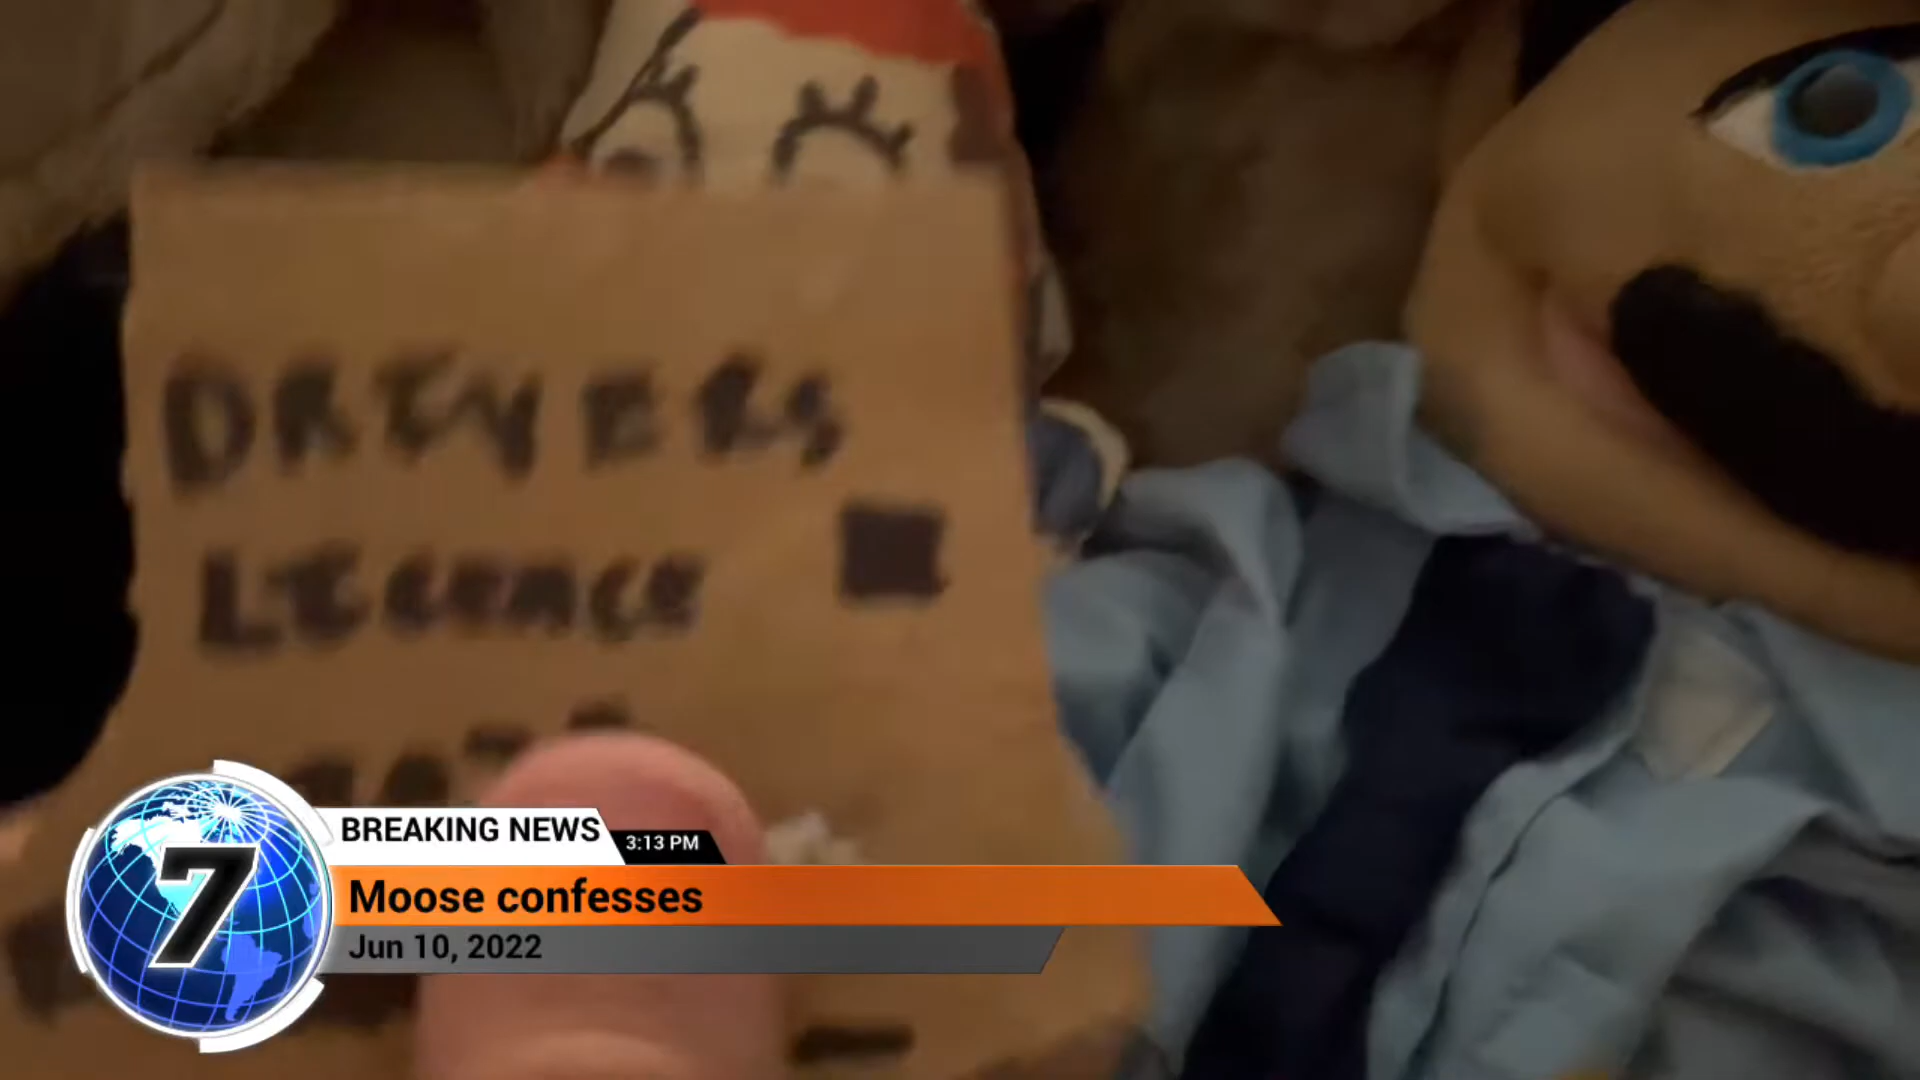 DRIVERS
LICENCE
BREAKING NEWS
3:13 PM
Moose confesses
Jun 10, 2022
7